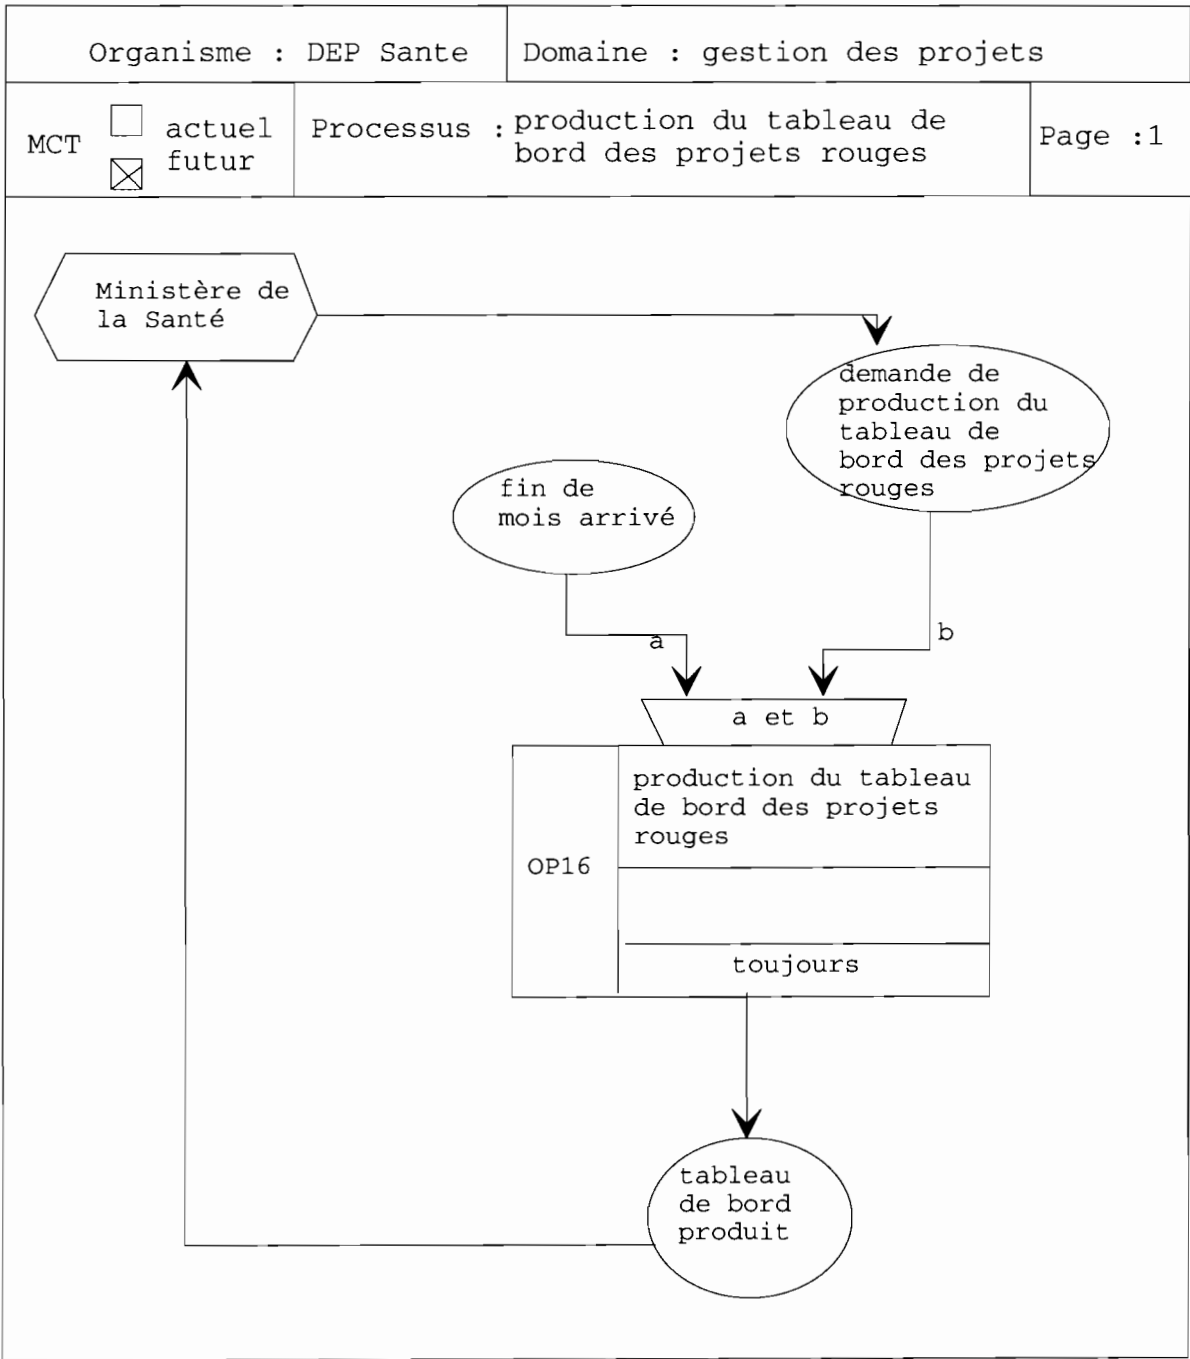 Organisme : DEP Sante
Domaine : gestion des projets
MCT
actuel
futur
Processus :
production du tableau de
bord des projets rouges
Page :1
Ministère de
la Santé
demande de
production du
tableau de
bord des projets
rouges
fin de
mois arrivé
a
b
a et b
OP16
production du tableau
de bord des projets
rouges
toujours
tableau
de bord
produit